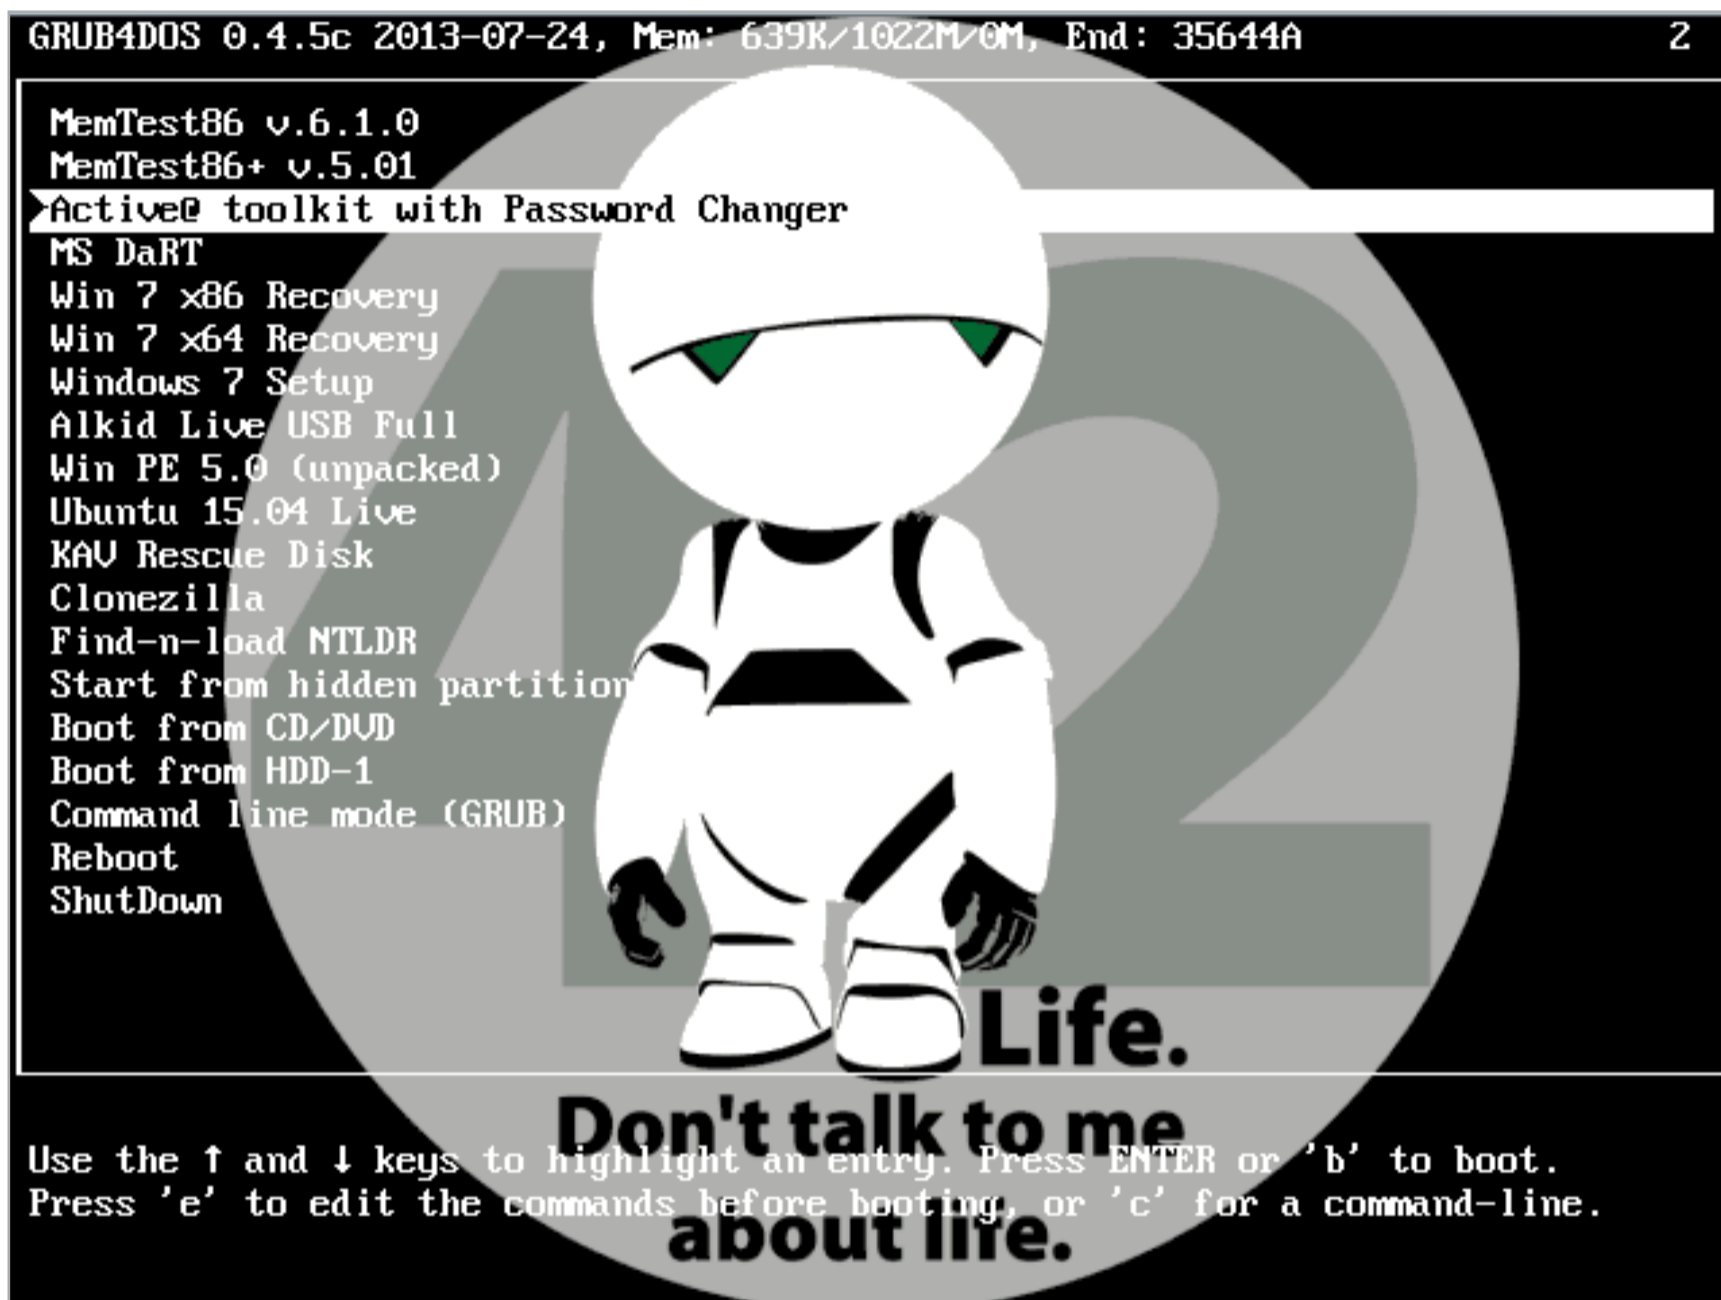 GRUB4DOS 0.4.5c 2013-07-24, Mem: 639K/1022M/0M, End: 35644A 2
MemTest86 v.6.1.0
MemTest86+ v.5.01
Active@ toolkit with Password Changer
MS DaRT
Win 7 x86 Recovery
Win 7 x64 Recovery
Windows 7 Setup
Alkid Live USB Full
Win PE 5.0 (unpacked)
Ubuntu 15.04 Live
KAV Rescue Disk
Clonezilla
Find-n-load NTLDR
Start from hidden partition
Boot from CD/DVD
Boot from HDD-1
Command line mode (GRUB)
Reboot
ShutDown
42
Life.
Don't talk to me
about life.
Use the ↑ and ↓ keys to highlight an entry. Press ENTER or 'b' to boot.
Press 'e' to edit the commands before booting, or 'c' for a command-line.